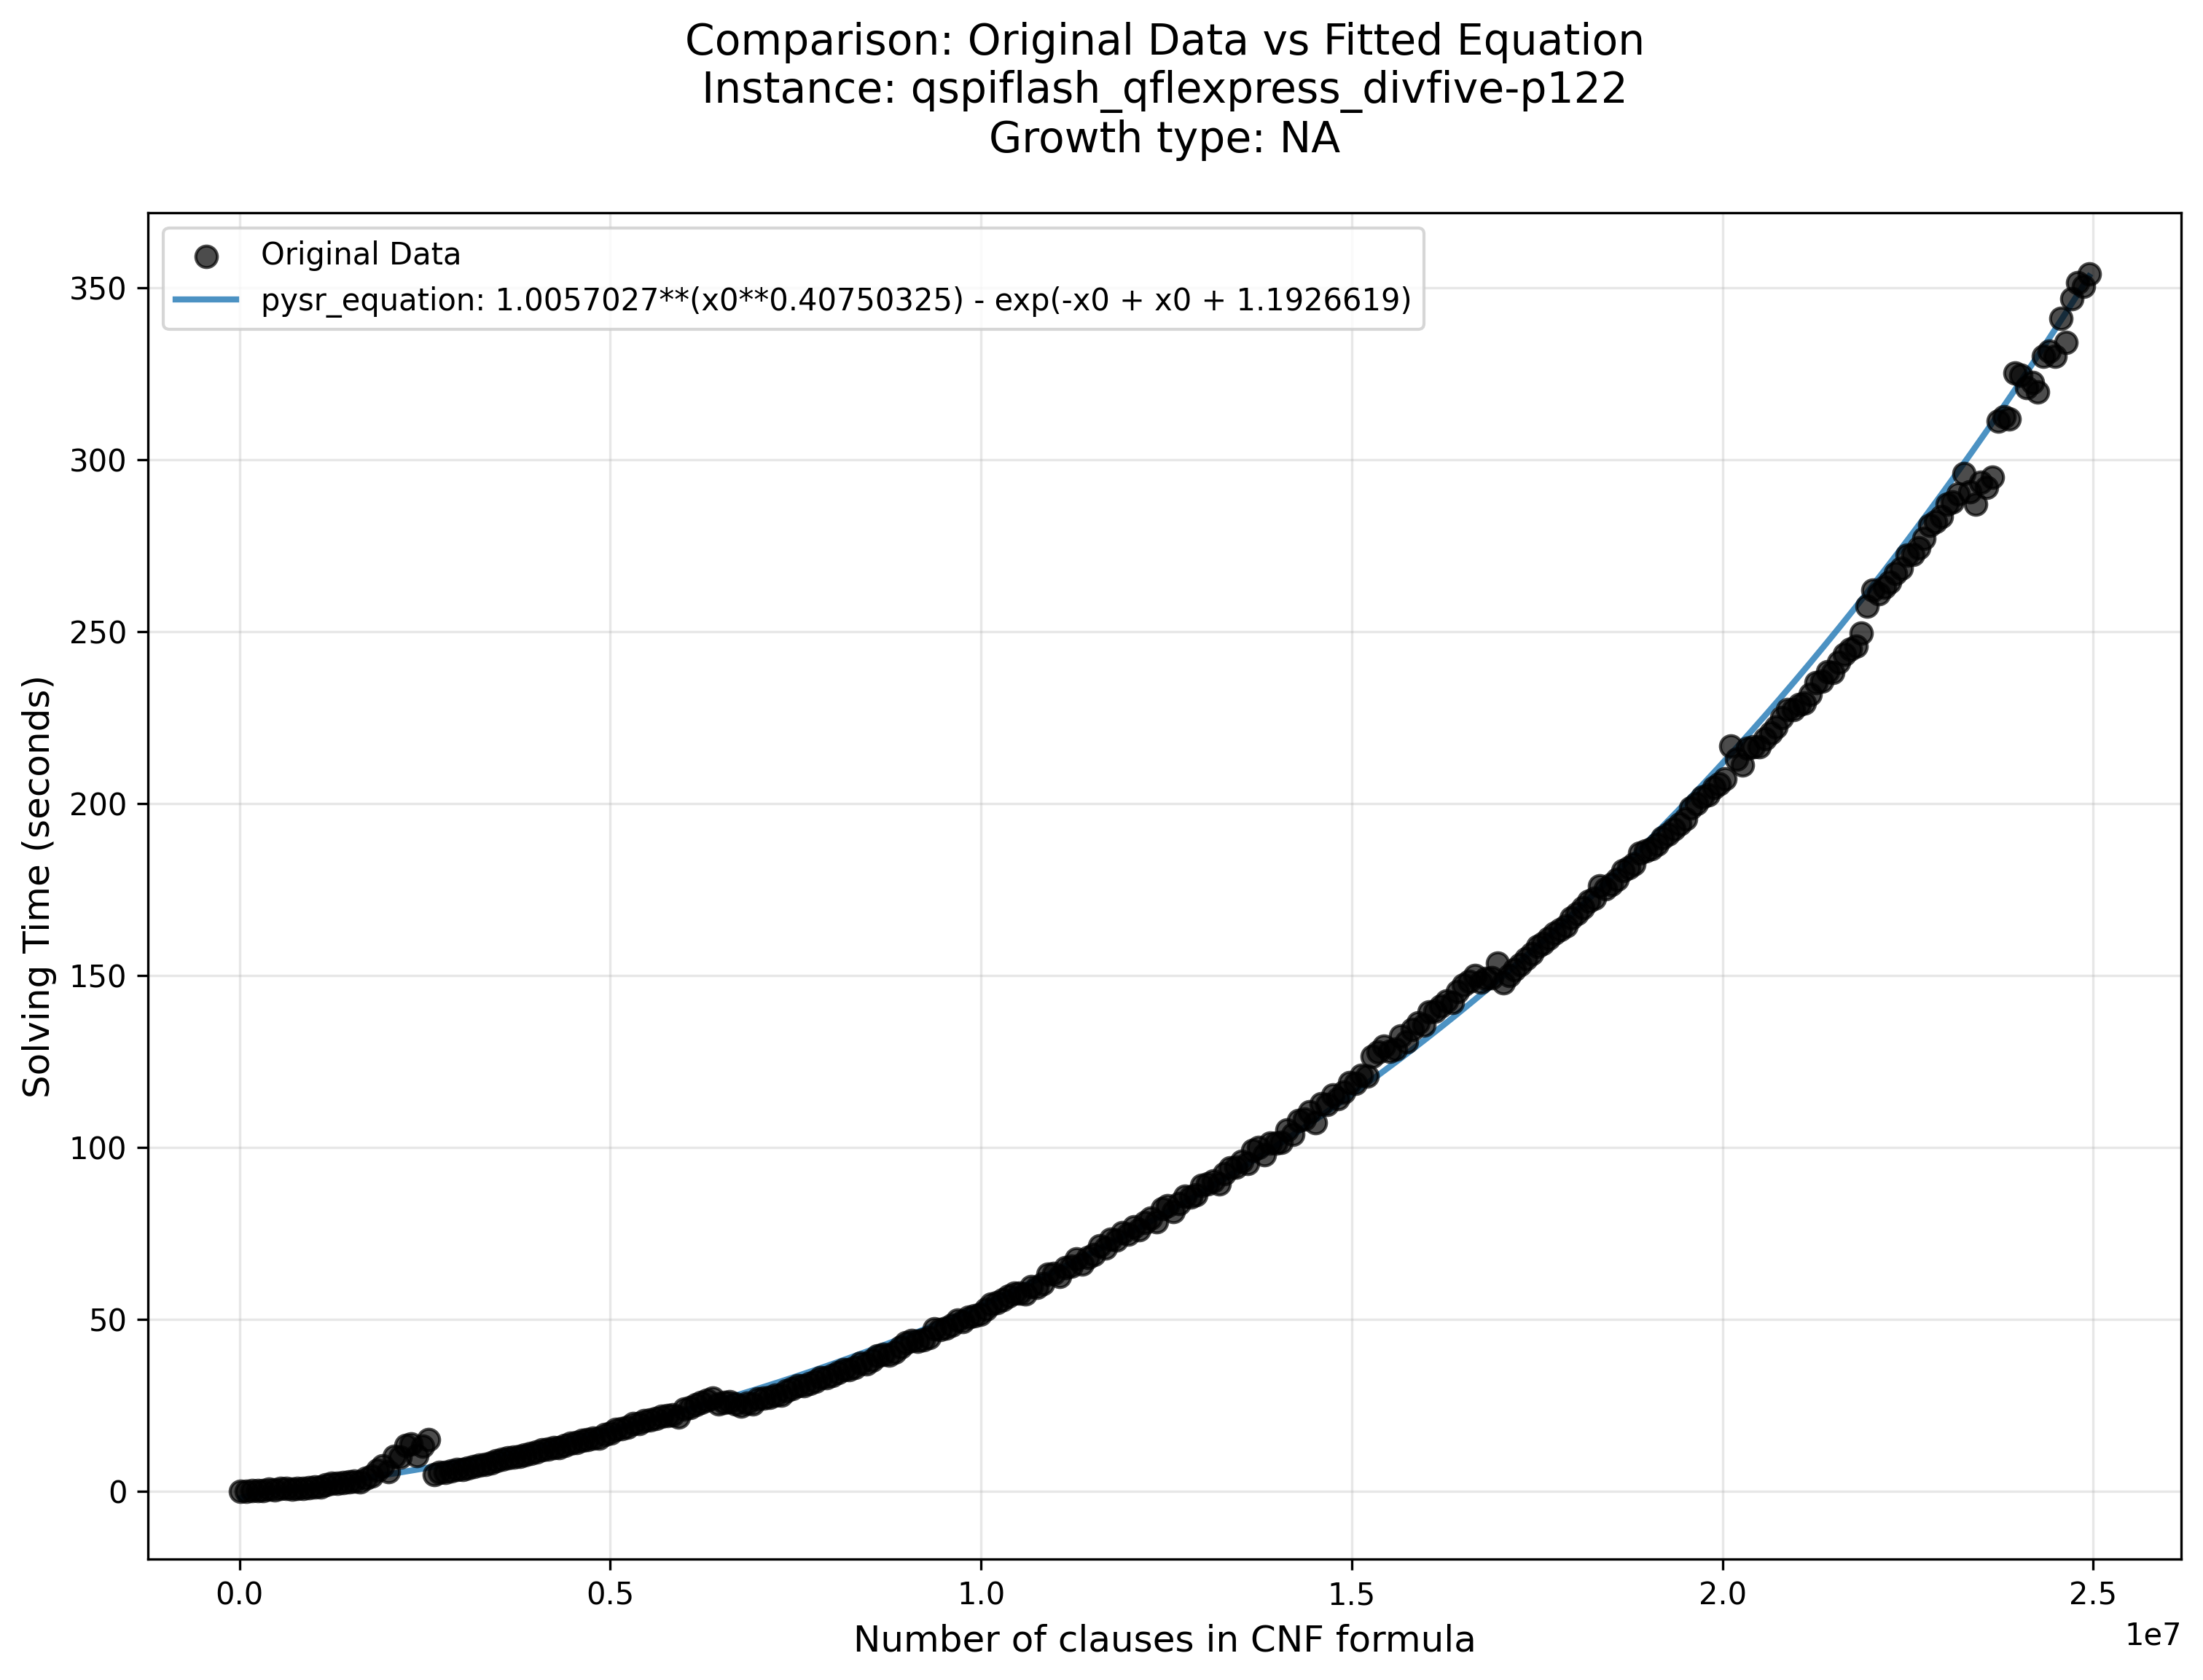 Comparison: Original Data vs Fitted Equation
Instance: qspiflash_qflexpress_divfive-p122
Growth type: NA
Original Data
pysr_equation: 1.0057027**(x0**0.40750325) - exp(-x0 + x0 + 1.1926619)
Solving Time (seconds)
350
300
250
200
150
100
50
0
0.0
0.5
1.0
1.5
2.0
2.5
1e7
Number of clauses in CNF formula